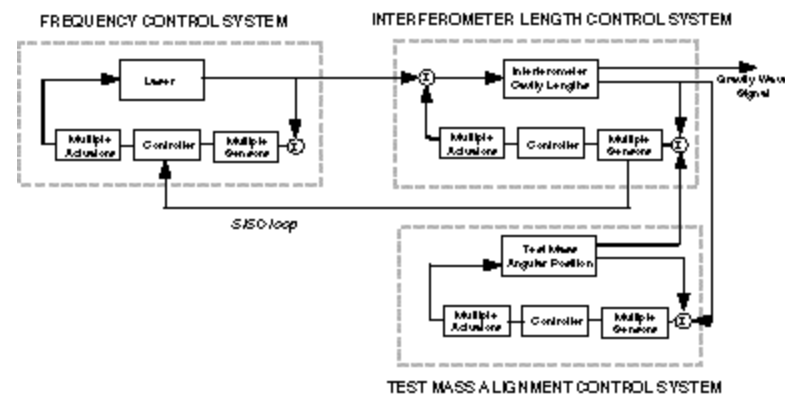 FREQUENCY CONTROL SYSTEM
INTERFEROMETER LENGTH CONTROL SYSTEM
Laser
Σ
Interferometer
Cavity Lengths
Gravity Wave
Signal
Multiple
Actuators
Controller
Multiple
Sensors
Σ
Multiple
Actuators
Controller
Multiple
Sensors
Σ
SISO loop
Test Mass
Angular Position
Multiple
Actuators
Controller
Multiple
Sensors
Σ
TEST MASS ALIGNMENT CONTROL SYSTEM